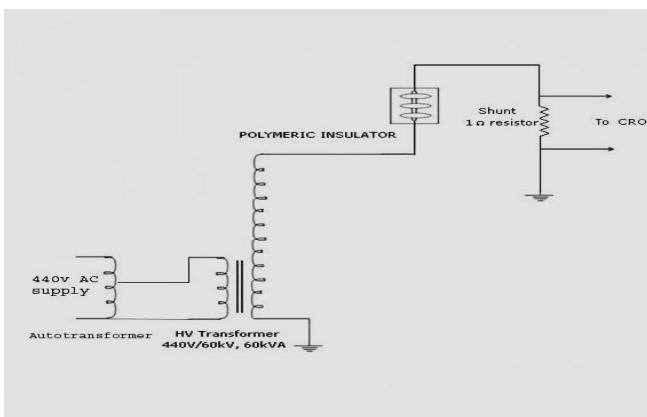 Shunt
1 Ω resistor
To CRO
POLYMERIC INSULATOR
440v AC
supply
Autotransformer
HV Transformer
440V/60kV, 60kVA